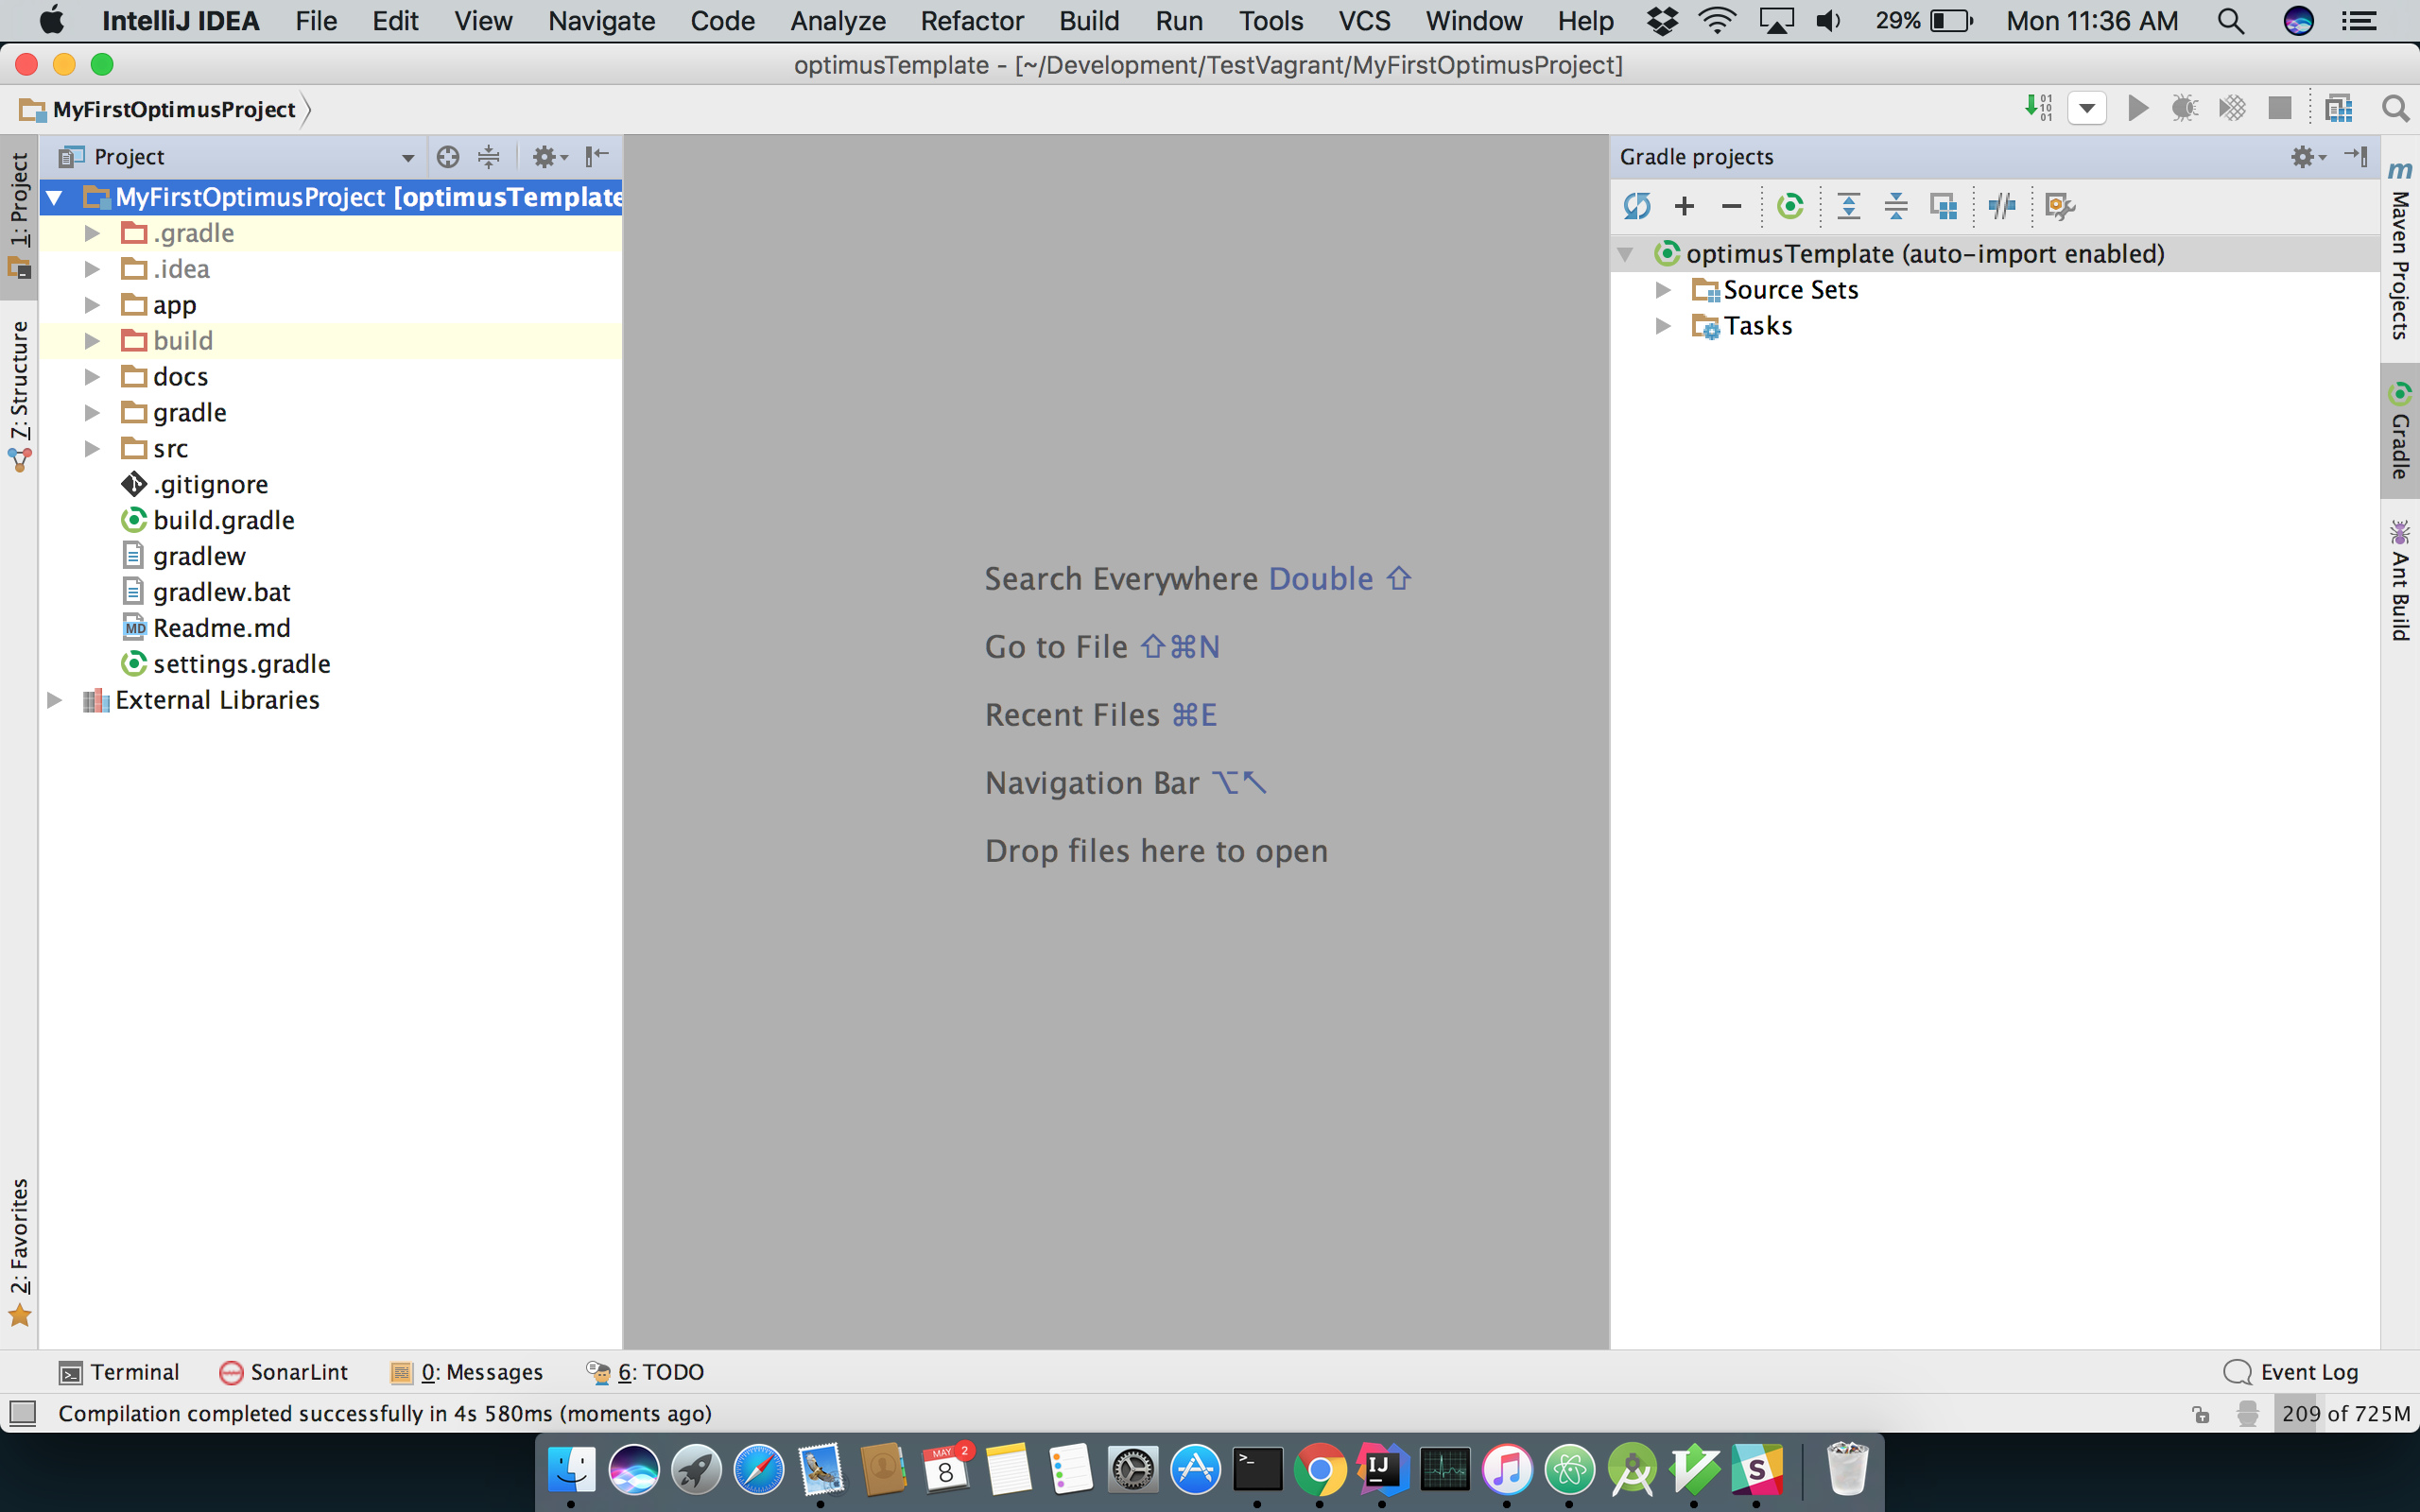 IntelliJ IDEA File Edit View Navigate Code Analyze Refactor Build Run Tools VCS Window Help 29% Mon 11:36 AM
optimusTemplate - [~/Development/TestVagrant/MyFirstOptimusProject]
MyFirstOptimusProject
1: Project
7: Structure
2: Favorites
Project
MyFirstOptimusProject [optimusTemplate
.gradle
.idea
app
build
docs
gradle
src
.gitignore
build.gradle
gradlew
gradlew.bat
MD Readme.md
settings.gradle
External Libraries
Search Everywhere Double ⇧
Go to File ⇧⌘N
Recent Files ⌘E
Navigation Bar ⌥↖
Drop files here to open
Gradle projects
optimusTemplate (auto-import enabled)
Source Sets
Tasks
m Maven Projects
Gradle
Ant Build
Terminal SonarLint 0: Messages 6: TODO Event Log
Compilation completed successfully in 4s 580ms (moments ago) 209 of 725M
MAY 2
8
IJ
S